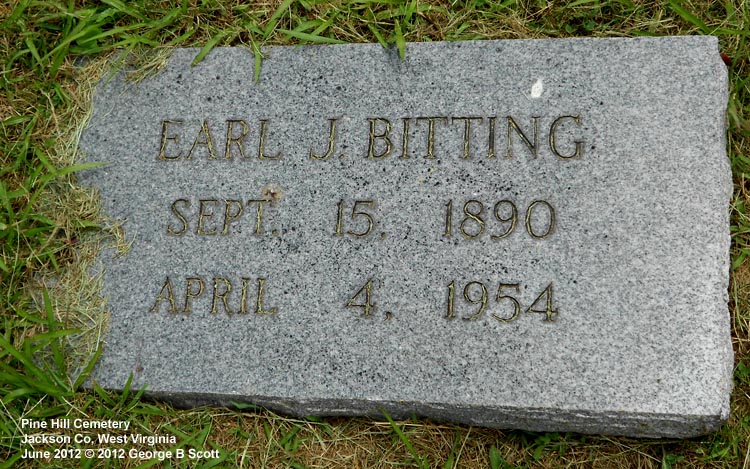 EARL J. BITTING
SEPT. 15, 1890
APRIL 4, 1954
Pine Hill Cemetery
Jackson Co, West Virginia
June 2012 © 2012 George B Scott